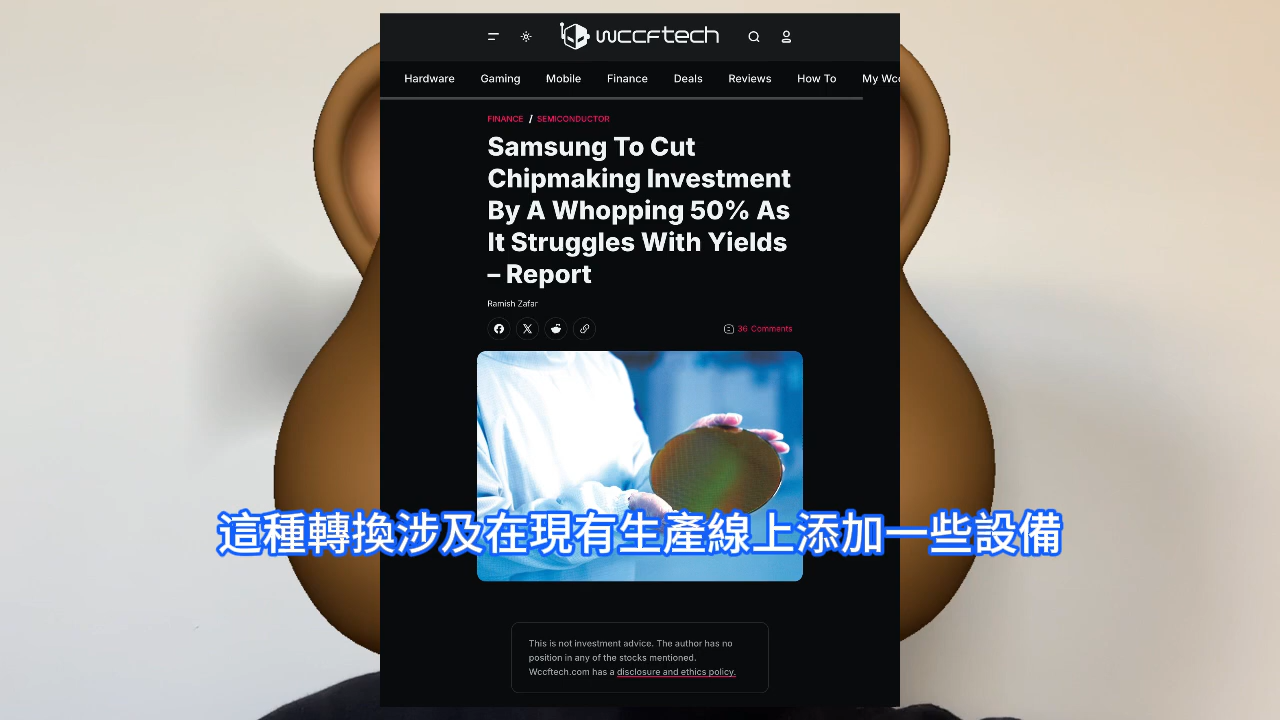 wccftech
Hardware Gaming Mobile Finance Deals Reviews How To My Wcc
FINANCE / SEMICONDUCTOR
Samsung To Cut
Chipmaking Investment
By A Whopping 50% As
It Struggles With Yields
– Report
Ramish Zafar
36 Comments
這種轉換涉及在現有生產線上添加一些設備
This is not investment advice. The author has no
position in any of the stocks mentioned.
Wccftech.com has a disclosure and ethics policy.